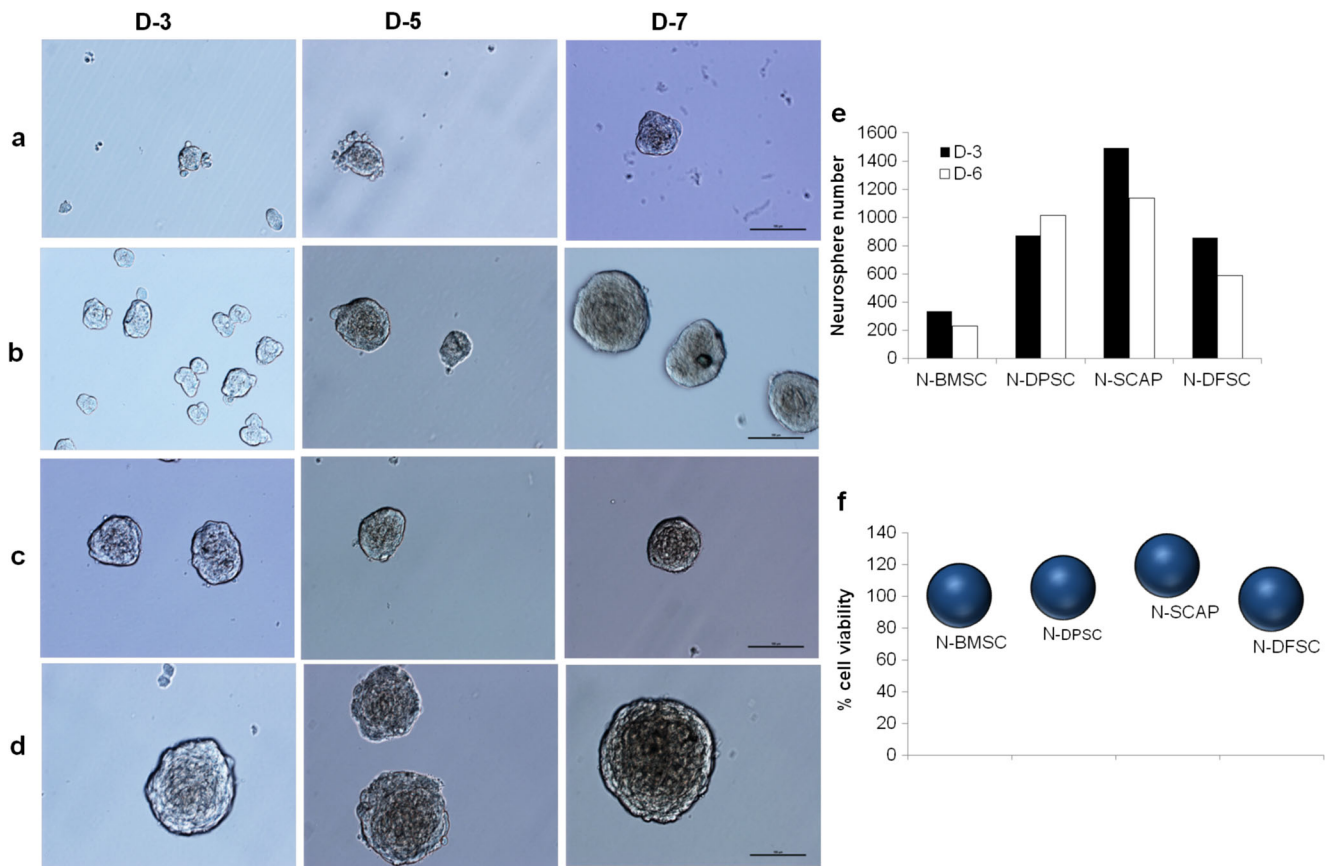 D-3 D-5 D-7
a
b
c
d
e
Neurosphere number
1600
1400
1200
1000
800
600
400
200
0
D-3
D-6
N-BMSC N-DPSC N-SCAP N-DFSC
f
% cell viability
140
120
100
80
60
40
20
0
N-BMSC
N-DPSC
N-SCAP
N-DFSC